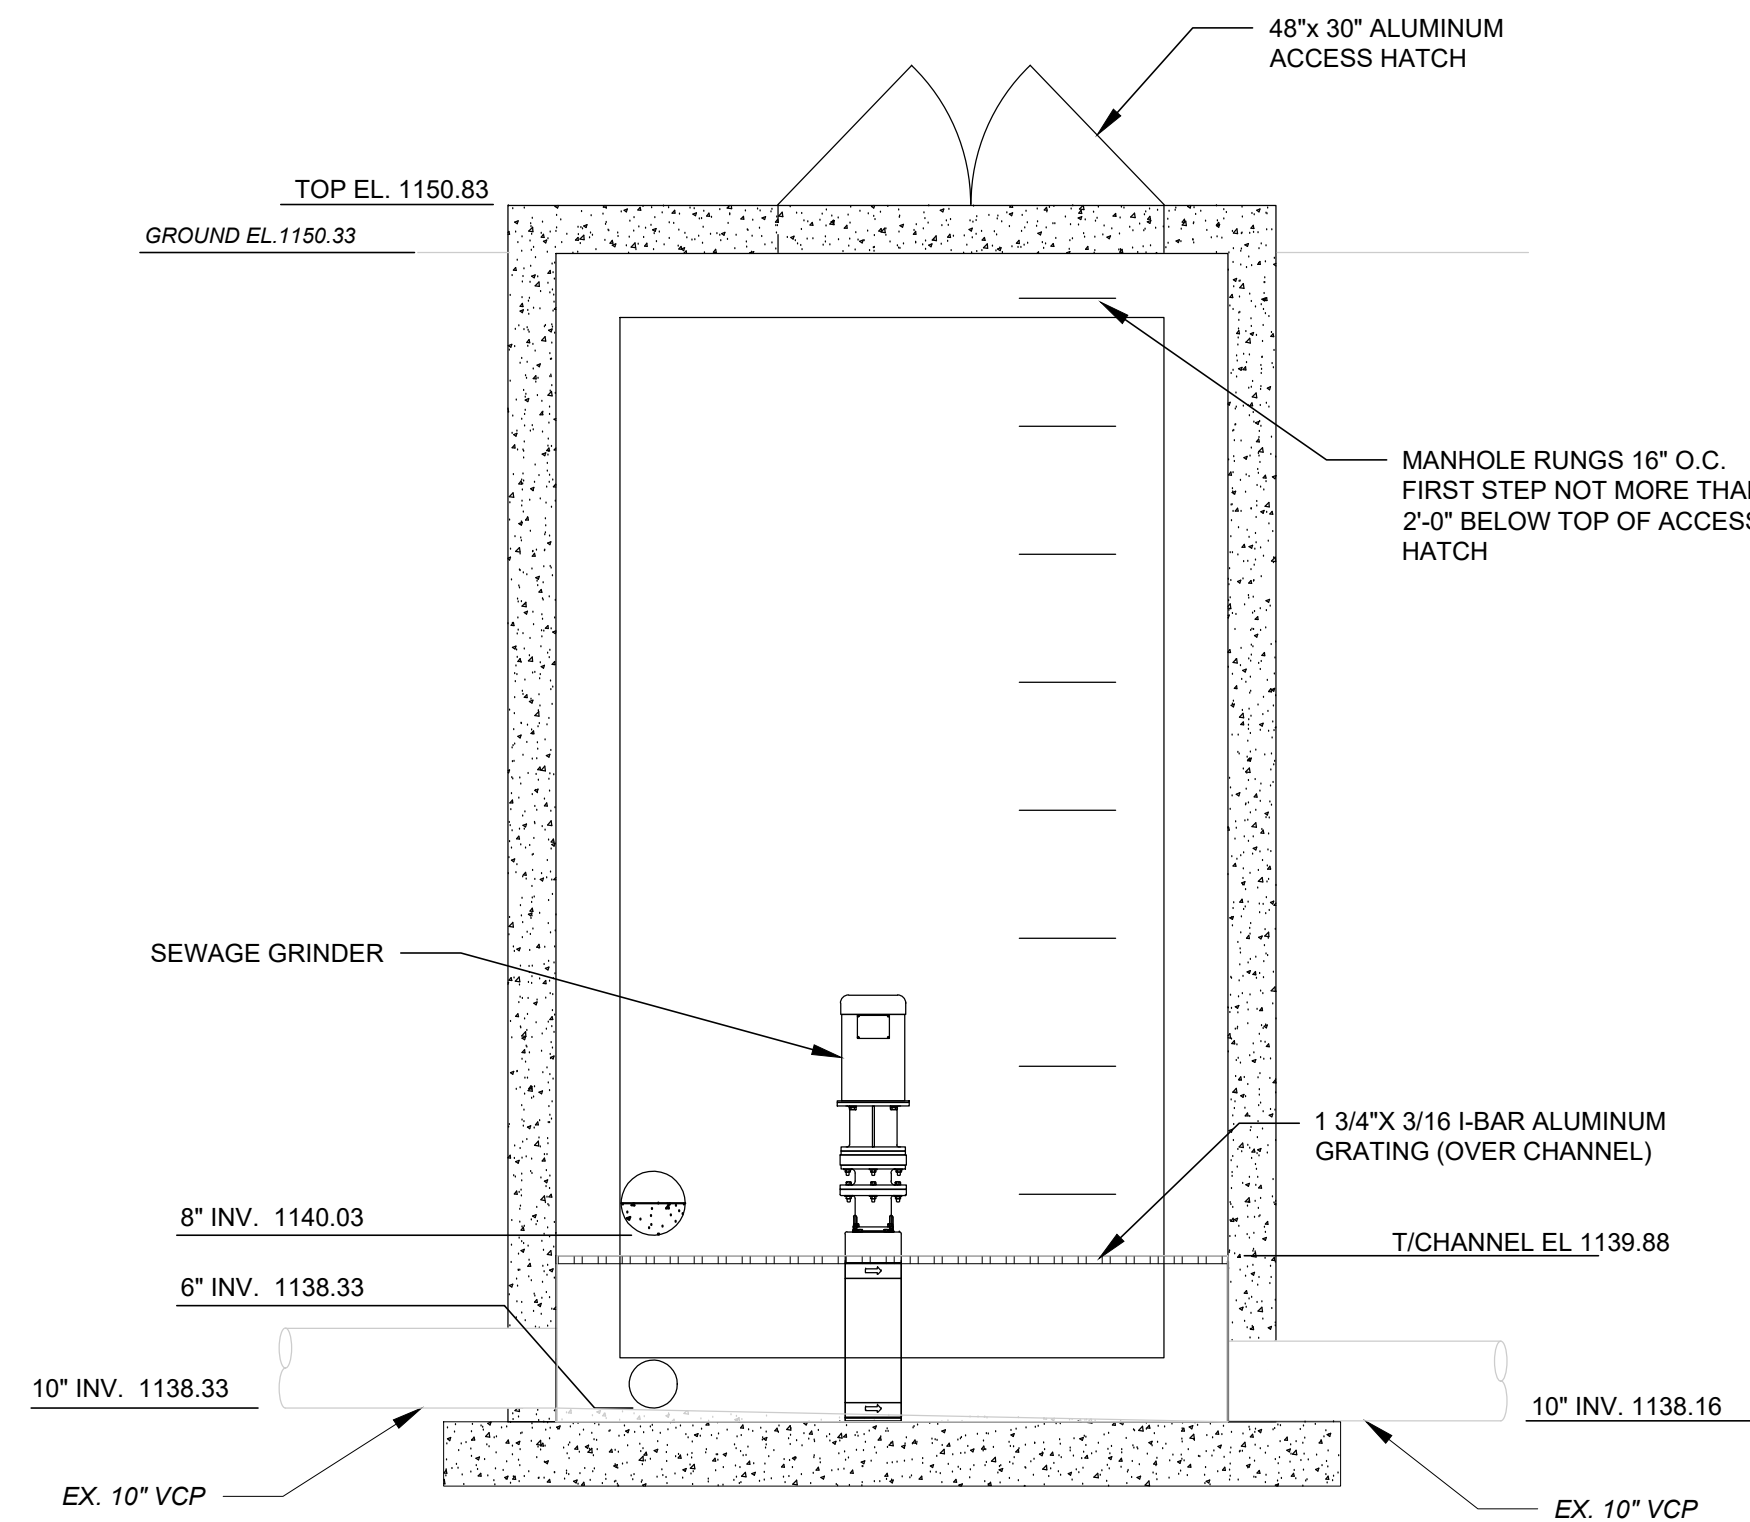 48"x 30" ALUMINUM
ACCESS HATCH
TOP EL. 1150.83
GROUND EL.1150.33
MANHOLE RUNGS 16" O.C.
FIRST STEP NOT MORE THA
2'-0" BELOW TOP OF ACCES
HATCH
SEWAGE GRINDER
1 3/4"X 3/16 I-BAR ALUMINUM
GRATING (OVER CHANNEL)
8" INV. 1140.03
T/CHANNEL EL 1139.88
6" INV. 1138.33
10" INV. 1138.33
10" INV. 1138.16
EX. 10" VCP
EX. 10" VCP